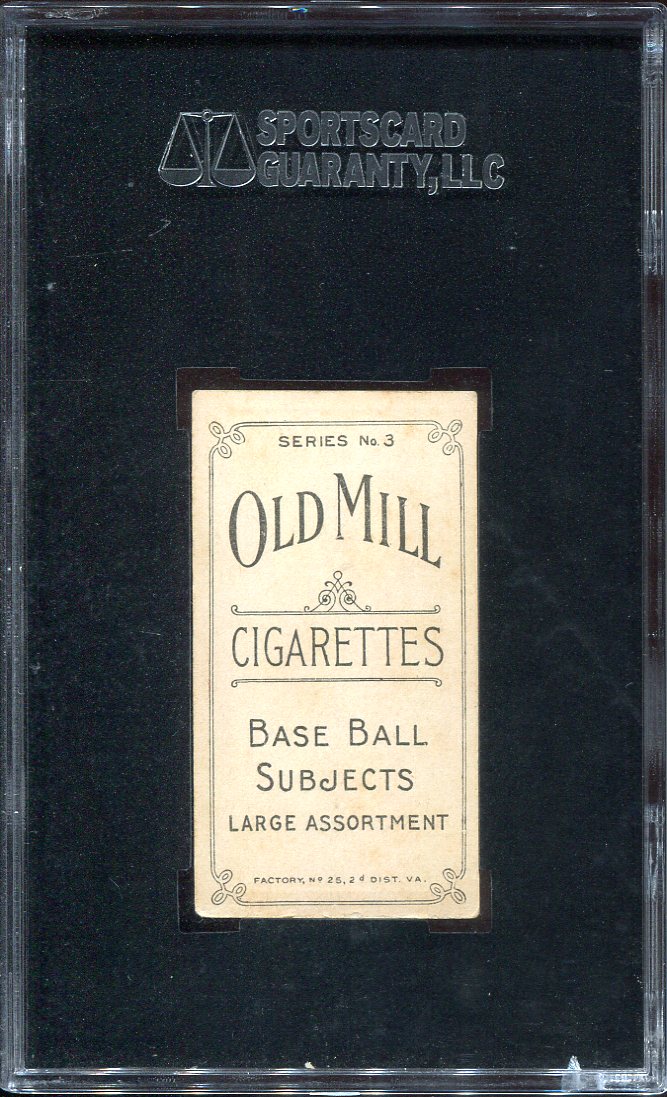 SPORTSCARD
GUARANTY, LLC
SERIES No. 3
OLD MILL
CIGARETTES
BASE BALL
SUBJECTS
LARGE ASSORTMENT
FACTORY, Nº 25, 2d DIST. VA.